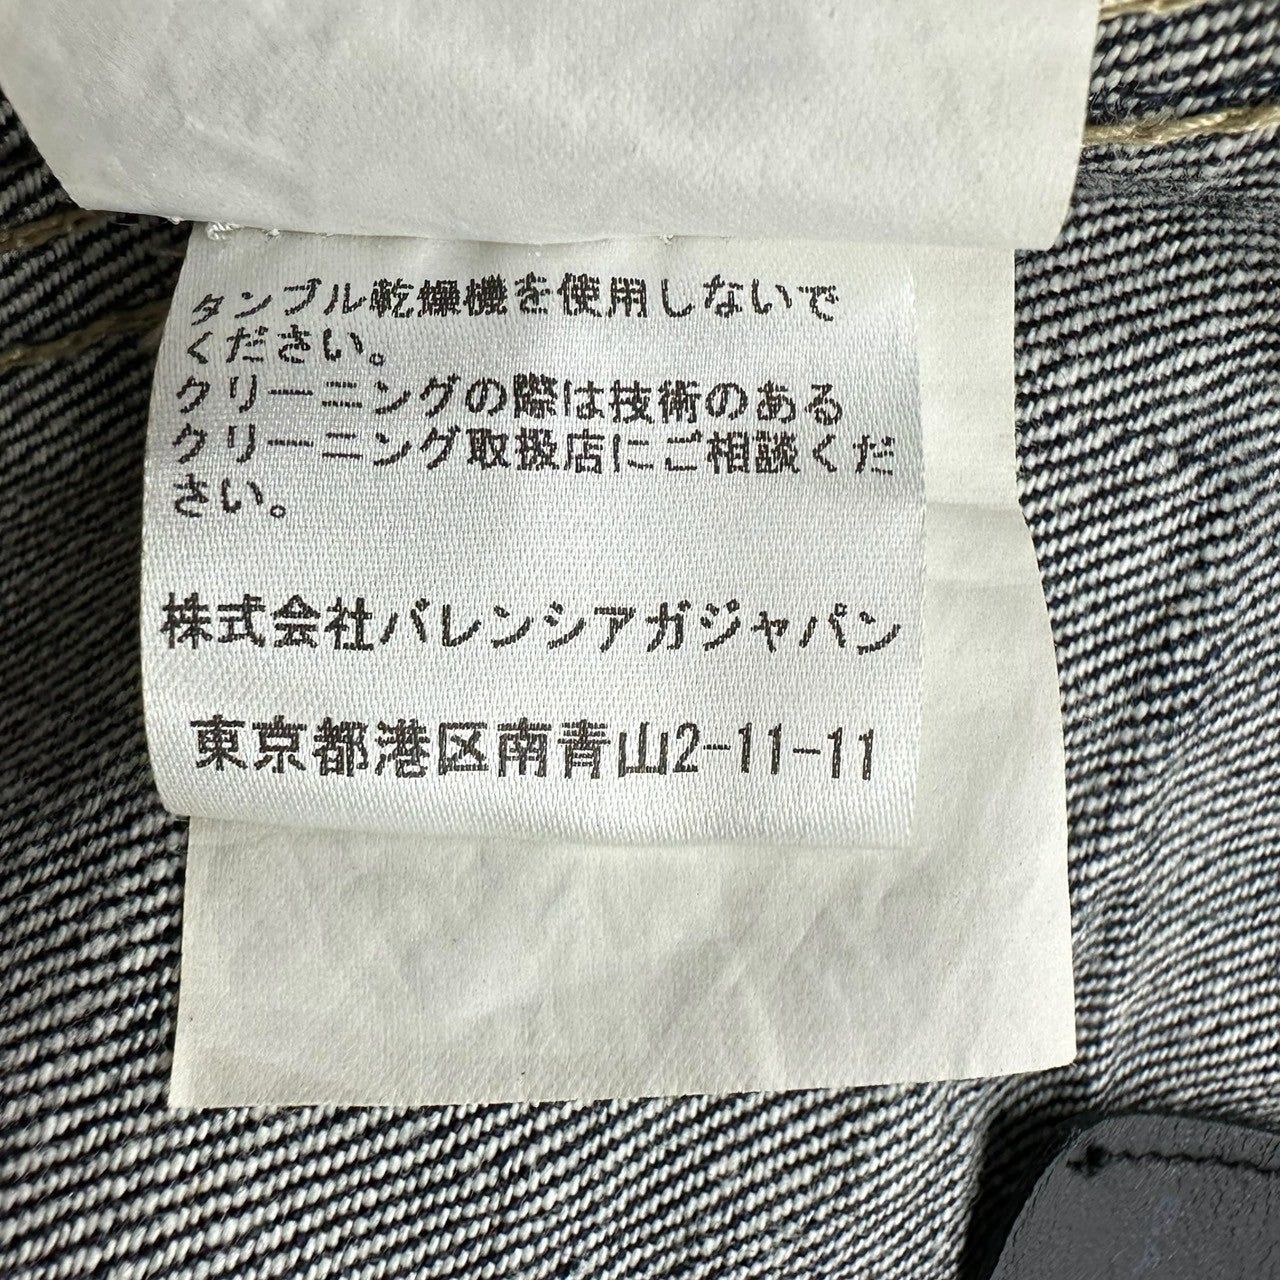 タンブル乾燥機を使用しないで
ください。
クリーニングの際は技術のある
クリーニング取扱店にご相談くだ
さい。
株式会社バレンシアガジャパン
東京都港区南青山2-11-11